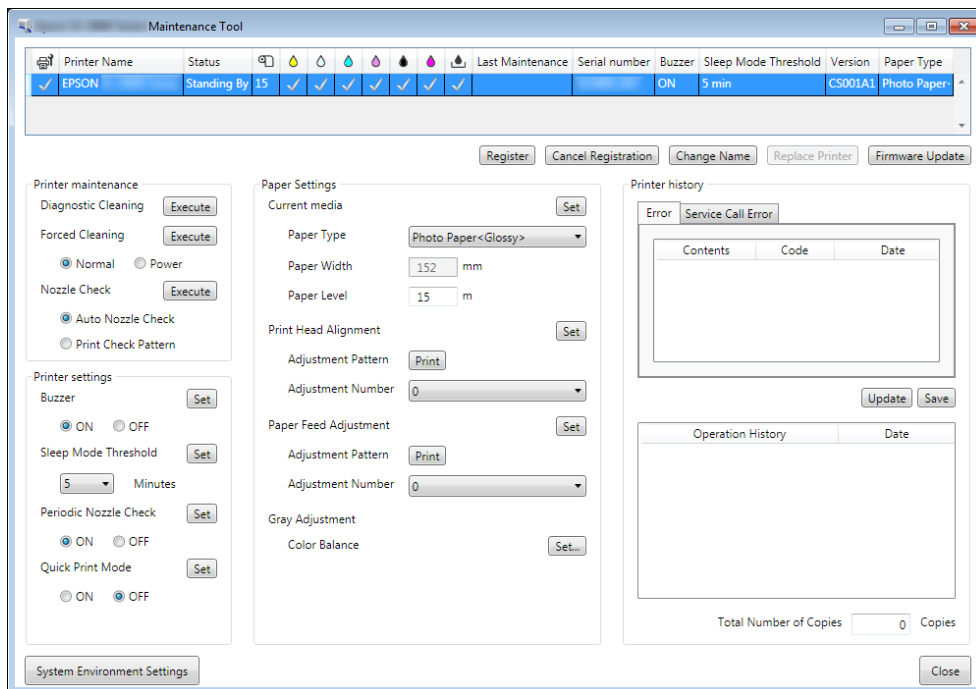 Maintenance Tool
Printer Name Status Last Maintenance Serial number Buzzer Sleep Mode Threshold Version Paper Type
EPSON Standing By 15 ON 5 min CS001A1 Photo Paper<
Register Cancel Registration Change Name Replace Printer Firmware Update
Printer maintenance
Diagnostic Cleaning Execute
Forced Cleaning Execute
Normal Power
Nozzle Check Execute
Auto Nozzle Check
Print Check Pattern
Printer settings
Buzzer Set
ON OFF
Sleep Mode Threshold Set
5 Minutes
Periodic Nozzle Check Set
ON OFF
Quick Print Mode Set
ON OFF
Paper Settings
Current media Set
Paper Type Photo Paper<Glossy>
Paper Width 152 mm
Paper Level 15 m
Print Head Alignment Set
Adjustment Pattern Print
Adjustment Number 0
Paper Feed Adjustment Set
Adjustment Pattern Print
Adjustment Number 0
Gray Adjustment
Color Balance Set...
Printer history
Error Service Call Error
Contents Code Date
Update Save
Operation History Date
Total Number of Copies 0 Copies
System Environment Settings Close